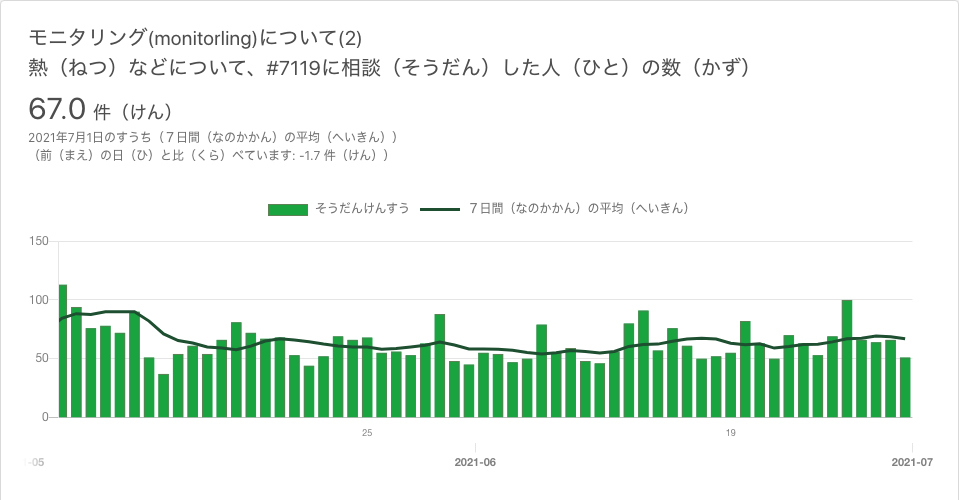 モニタリング(monitorling)について(2)
熱（ねつ）などについて、#7119に相談（そうだん）した人（ひと）の数（かず）
67.0 件（けん）
2021年7月1日のすうち（７日間（なのかかん）の平均（へいきん））
（前（まえ）の日（ひ）と比（くら）べています: -1.7 件（けん））
そうだんけんすう ７日間（なのかかん）の平均（へいきん）
150
100
50
0
25 19
-05 2021-06 2021-07